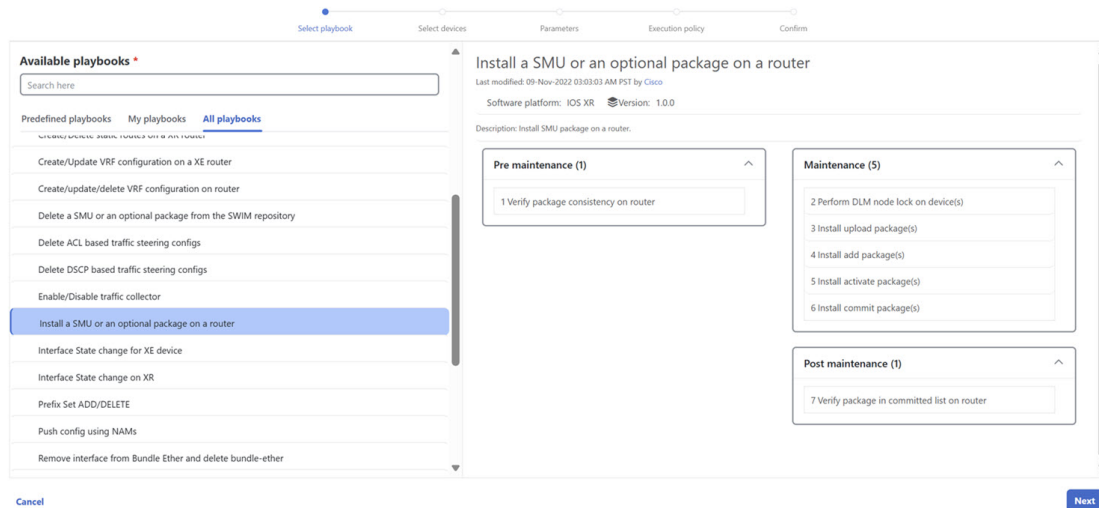 Select playbook
Select devices
Parameters
Execution policy
Confirm
Available playbooks *
Search here
Predefined playbooks My playbooks All playbooks
Create/Delete static routes on a XR router
Create/Update VRF configuration on a XE router
Create/update/delete VRF configuration on router
Delete a SMU or an optional package from the SWIM repository
Delete ACL based traffic steering configs
Delete DSCP based traffic steering configs
Enable/Disable traffic collector
Install a SMU or an optional package on a router
Interface State change for XE device
Interface State change on XR
Prefix Set ADD/DELETE
Push config using NAMs
Remove interface from Bundle Ether and delete bundle-ether
Install a SMU or an optional package on a router
Last modified: 09-Nov-2022 03:03:03 AM PST by Cisco
Software platform: IOS XR Version: 1.0.0
Description: Install SMU package on a router.
Pre maintenance (1)
1 Verify package consistency on router
Maintenance (5)
2 Perform DLM node lock on device(s)
3 Install upload package(s)
4 Install add package(s)
5 Install activate package(s)
6 Install commit package(s)
Post maintenance (1)
7 Verify package in committed list on router
Cancel
Next